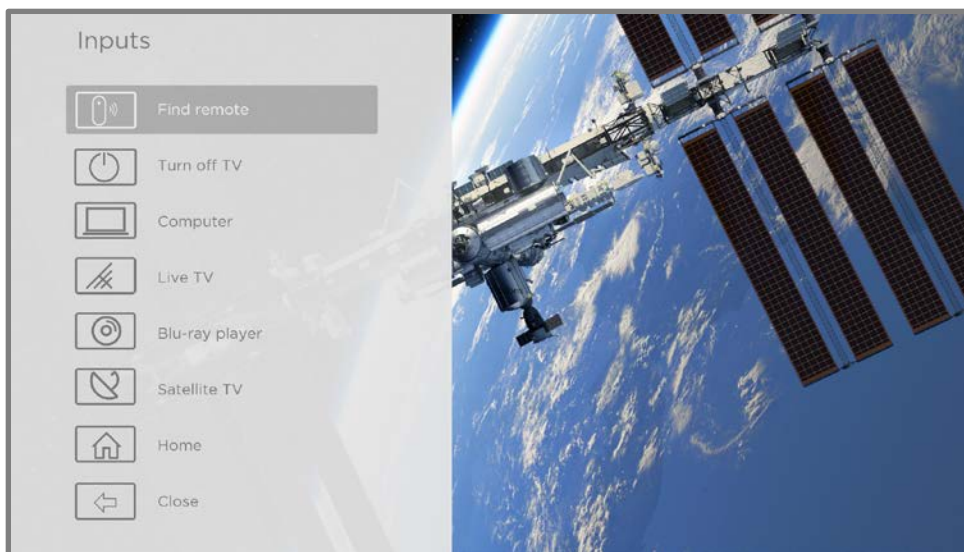 Inputs
Find remote
Turn off TV
Computer
Live TV
Blu-ray player
Satellite TV
Home
Close